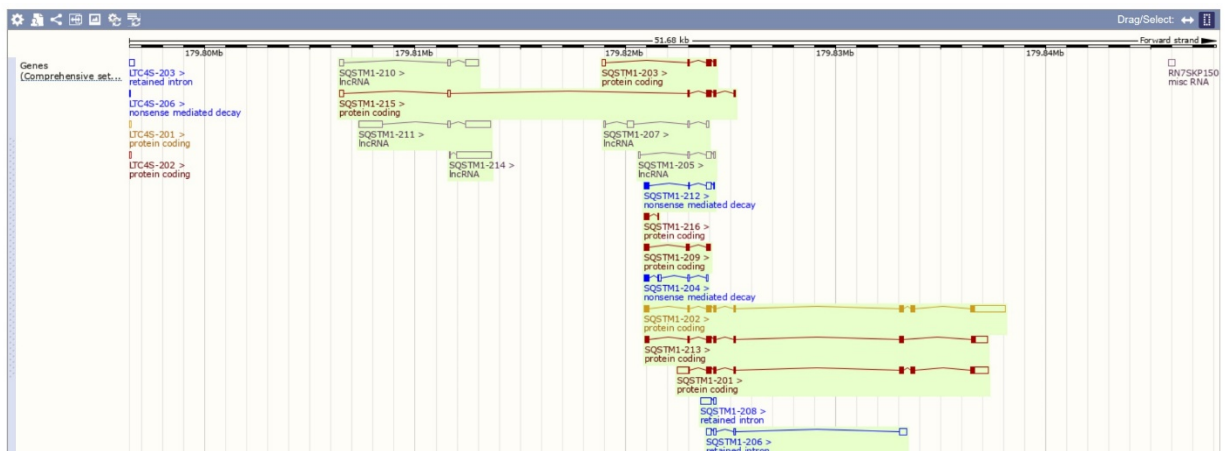 Drag/Select:
51.68 kb
Forward strand
179.80Mb
179.81Mb
179.82Mb
179.83Mb
179.84Mb
Genes
(Comprehensive set...
LTC4S-203 >
retained intron
SQSTM1-210 >
lncRNA
SQSTM1-203 >
protein coding
RN7SKP150
misc RNA
LTC4S-206 >
nonsense mediated decay
SQSTM1-215 >
protein coding
LTC4S-201 >
protein coding
SQSTM1-211 >
lncRNA
SQSTM1-207 >
lncRNA
LTC4S-202 >
protein coding
SQSTM1-214 >
lncRNA
SQSTM1-205 >
lncRNA
SQSTM1-212 >
nonsense mediated decay
SQSTM1-216 >
protein coding
SQSTM1-209 >
protein coding
SQSTM1-204 >
nonsense mediated decay
SQSTM1-202 >
protein coding
SQSTM1-213 >
protein coding
SQSTM1-201 >
protein coding
SQSTM1-208 >
retained intron
SQSTM1-206 >
retained intron